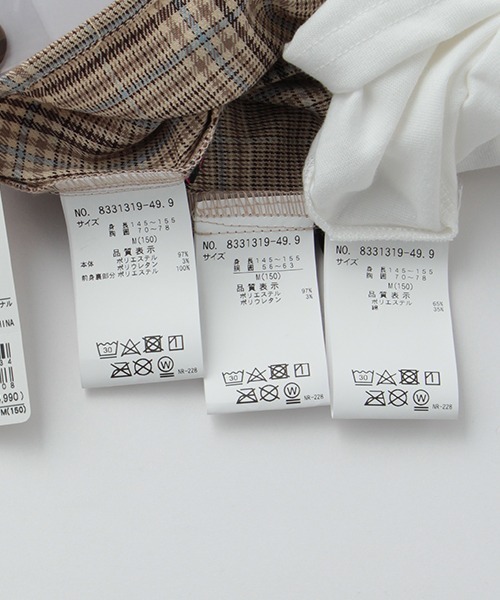 NO. 8331319-49.9
サイズ
身長 145～155
胸囲 70～78
M(150)
品質表示
本体 ポリエステル 97%
ポリウレタン 3%
前身裏部分 ポリエステル 100%
30
W
NR-228
NO. 8331319-49.9
サイズ
身長 145～155
胴囲 56～63
M(150)
品質表示
ポリエステル 97%
ポリウレタン 3%
30
W
NR-228
NO. 8331319-49.9
サイズ
身長 145～155
胸囲 70～78
M(150)
品質表示
ポリエステル 65%
綿 35%
30
W
NR-228
INA
,990)
M(150)